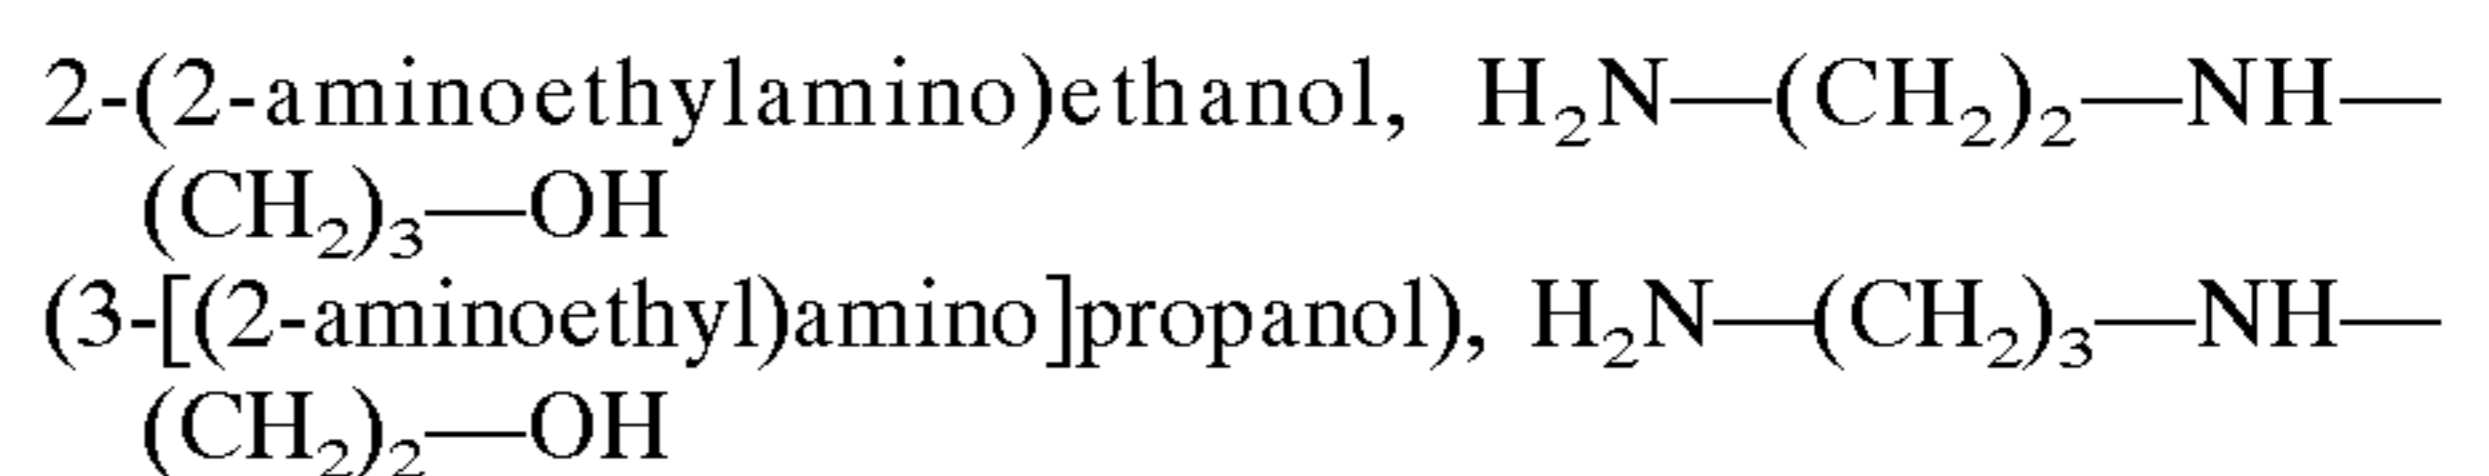 2-(2-aminoethylamino)ethanol, H₂N—(CH₂)₂—NH—
(CH₂)₃—OH
(3-[(2-aminoethyl)amino]propanol), H₂N—(CH₂)₃—NH—
(CH₂)₂—OH